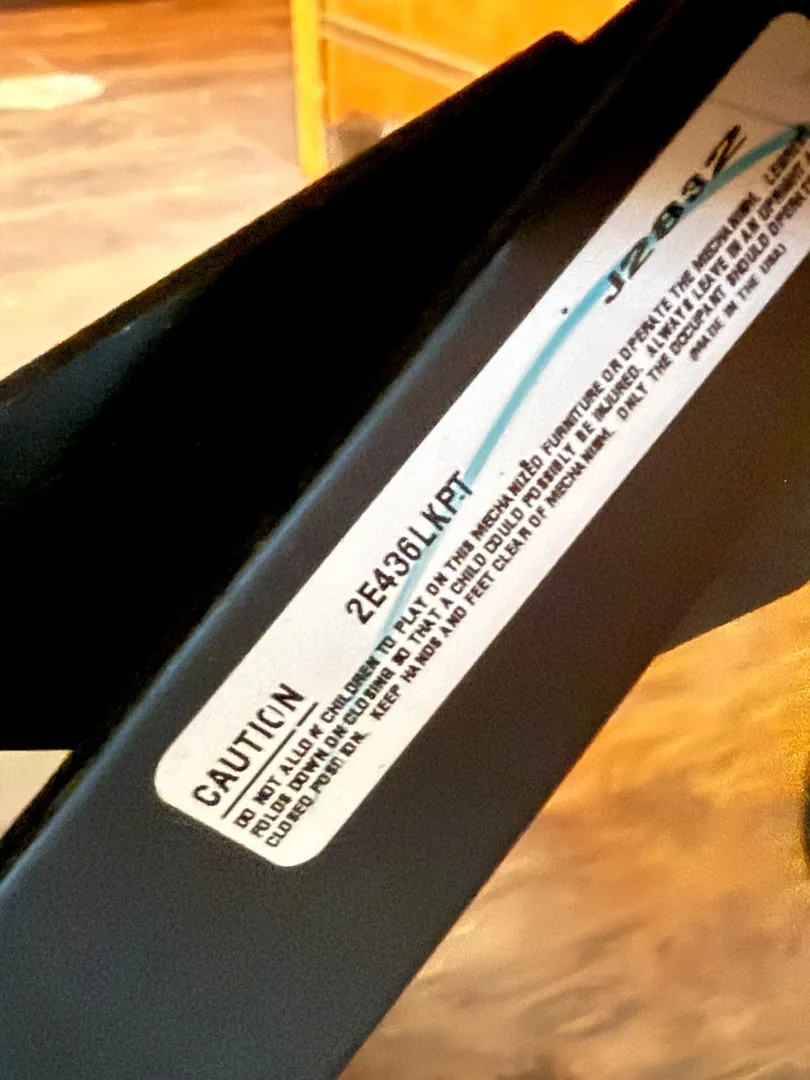 CAUTION 2E436LKPT J2832
DO NOT ALLOW CHILDREN TO PLAY ON THIS MECHANIZED FURNITURE OR OPERATE THE MECHANISM.
FOLDS DOWN ON CLOSING SO THAT A CHILD COULD POSSIBLY BE INJURED. ALWAYS LEAVE IN AN UPRIGHT
CLOSED POSITION. KEEP HANDS AND FEET CLEAR OF MECHANISM. ONLY THE OCCUPANT SHOULD OPERATE
(MADE IN THE USA)